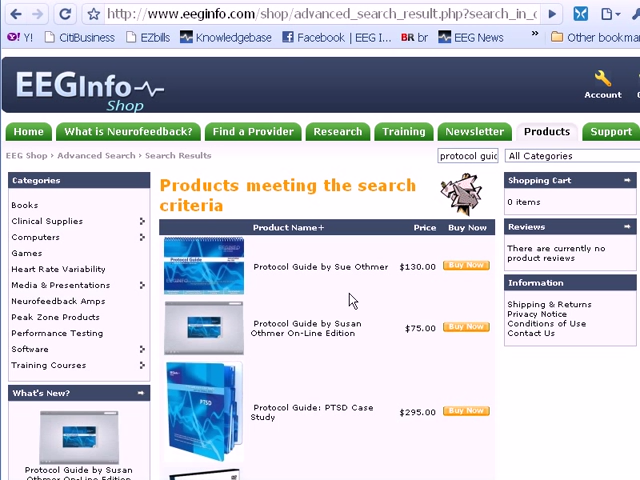 http://www.eeginfo.com/shop/advanced_search_result.php?search_in_
Y!
CitiBusiness
EZbills
Knowledgebase
Facebook | EEG I...
BR br
EEG News
»
Other bookmar
EEGInfo
Shop
Account
Home
What is Neurofeedback?
Find a Provider
Research
Training
Newsletter
Products
Support
EEG Shop › Advanced Search › Search Results
protocol guid
All Categories
Categories
Books
Clinical Supplies
Computers
Games
Heart Rate Variability
Media & Presentations
Neurofeedback Amps
Peak Zone Products
Performance Testing
Software
Training Courses
What's New?
Protocol Guide by Susan
Othmer On-Line Edition
Products meeting the search
criteria
Product Name+ Price Buy Now
Protocol Guide
Protocol Guide by Sue Othmer $130.00 Buy Now
Protocol Guide by Susan
Othmer On-Line Edition $75.00 Buy Now
PTSD
Protocol Guide: PTSD Case
Study $295.00 Buy Now
Shopping Cart
0 items
Reviews
There are currently no
product reviews
Information
Shipping & Returns
Privacy Notice
Conditions of Use
Contact Us